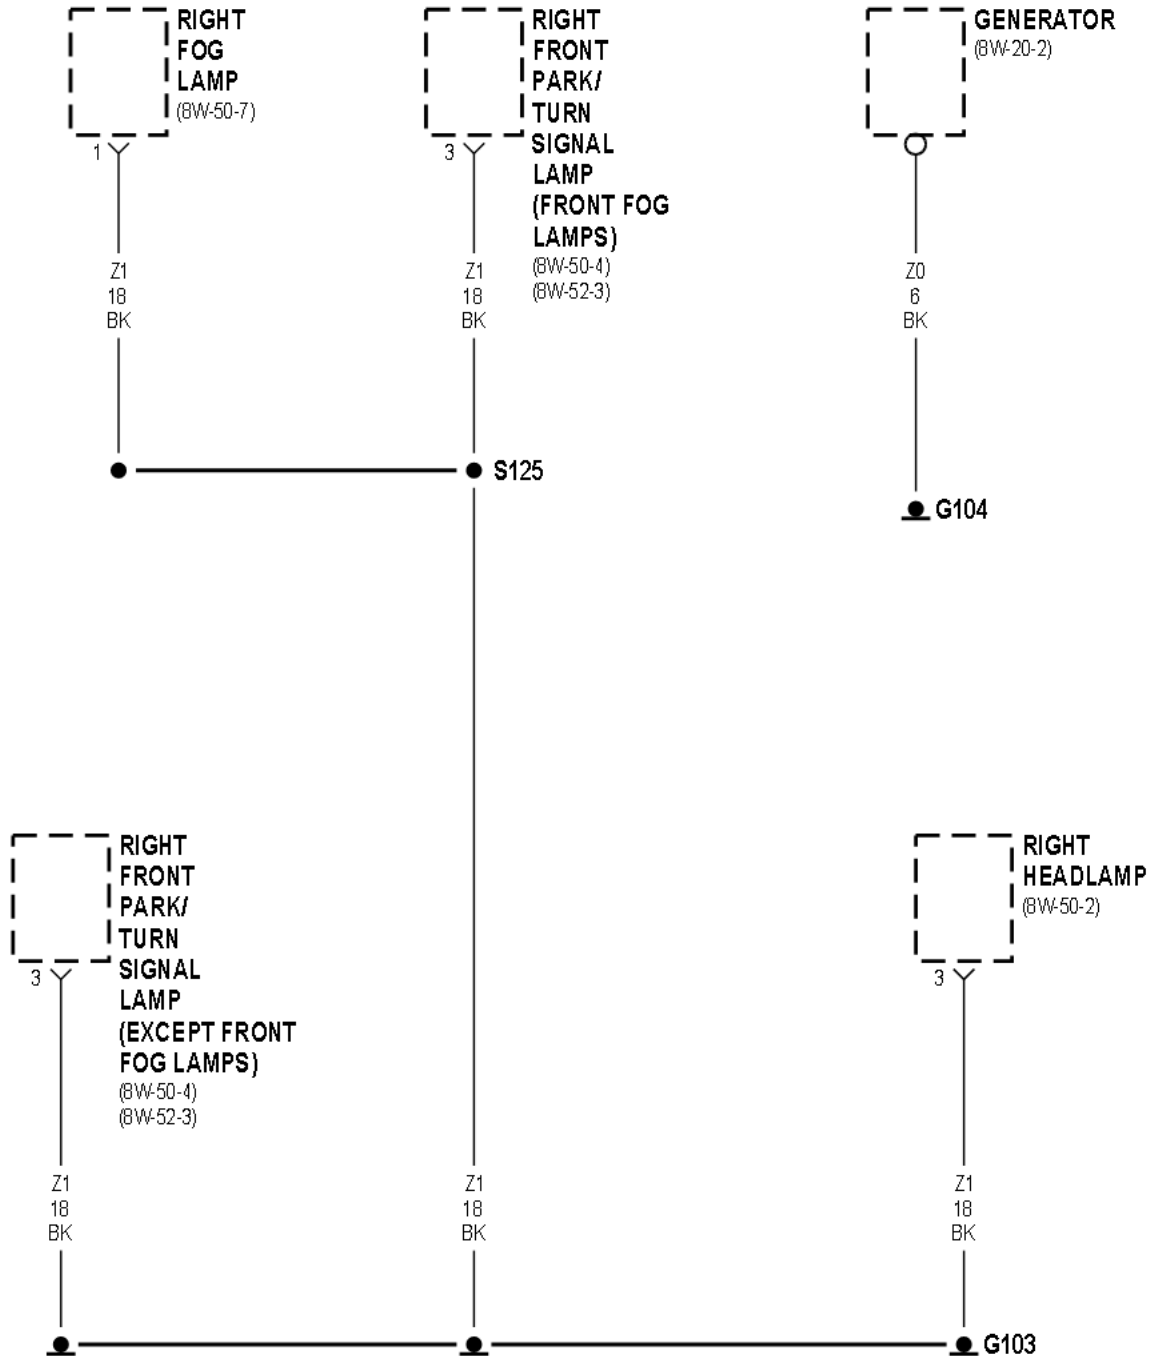 RIGHT
FOG
LAMP
(8W-50-7)
1
Z1
18
BK
RIGHT
FRONT
PARK/
TURN
SIGNAL
LAMP
(FRONT FOG
LAMPS)
(8W-50-4)
(8W-52-3)
3
Z1
18
BK
S125
GENERATOR
(8W-20-2)
Z0
6
BK
G104
RIGHT
FRONT
PARK/
TURN
SIGNAL
LAMP
(EXCEPT FRONT
FOG LAMPS)
(8W-50-4)
(8W-52-3)
3
Z1
18
BK
Z1
18
BK
RIGHT
HEADLAMP
(8W-50-2)
3
Z1
18
BK
G103